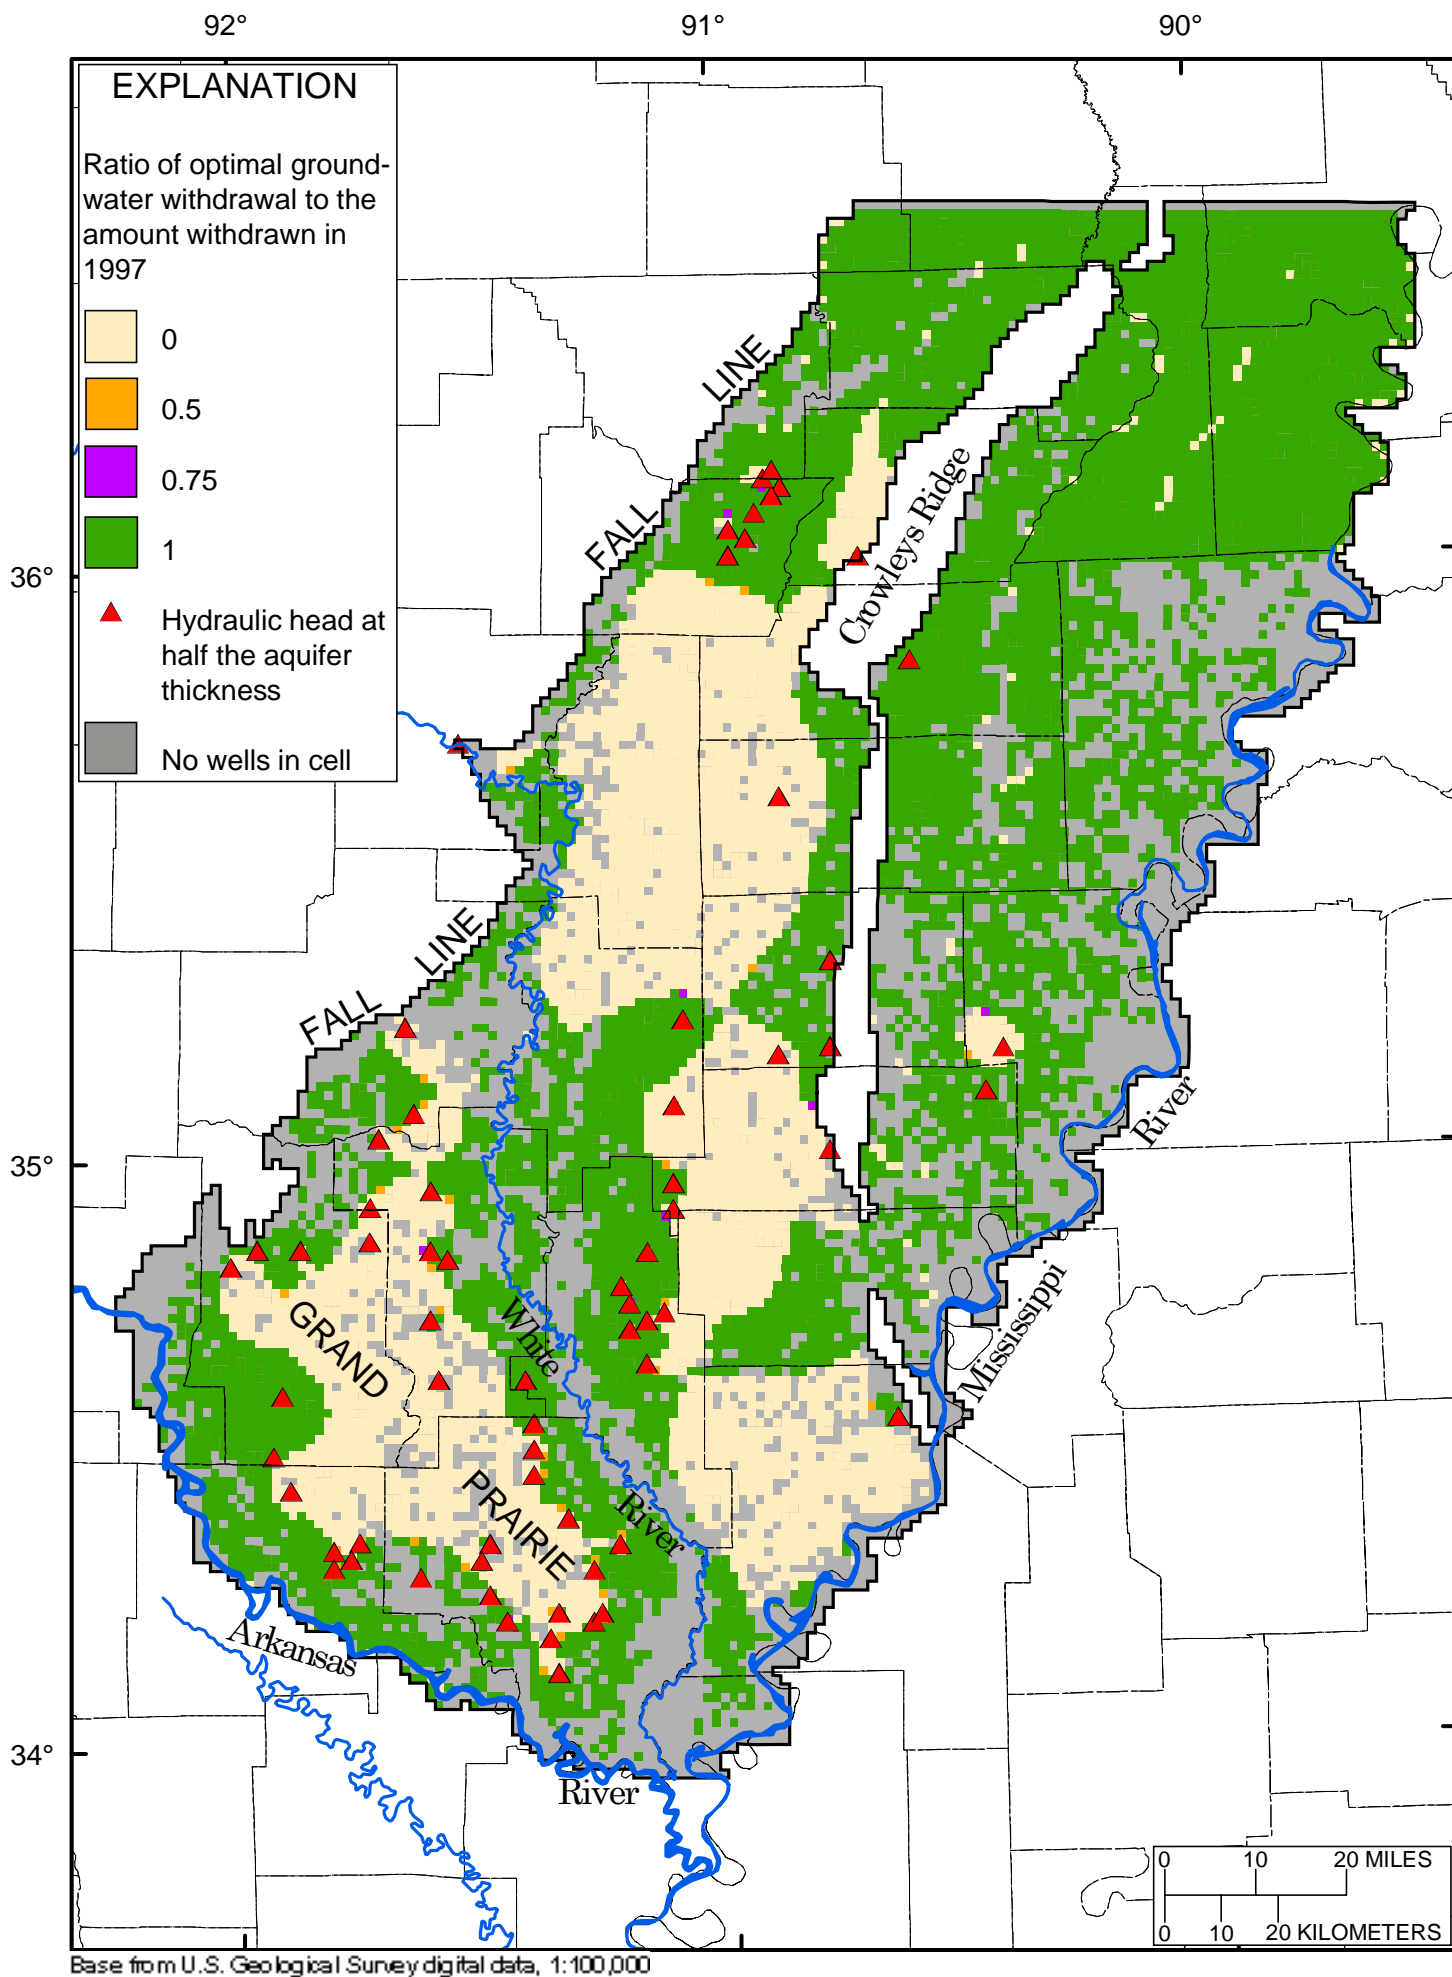 92°
91°
90°
EXPLANATION
Ratio of optimal ground-
water withdrawal to the
amount withdrawn in
1997
0
0.5
0.75
1
Hydraulic head at
half the aquifer
thickness
No wells in cell
FALL LINE
Crowleys Ridge
36°
FALL LINE
35°
River
Mississippi
GRAND
PRAIRIE
White
River
Arkansas
River
34°
0 10 20 MILES
0 10 20 KILOMETERS
Base from U.S. Geological Survey digital data, 1:100,000